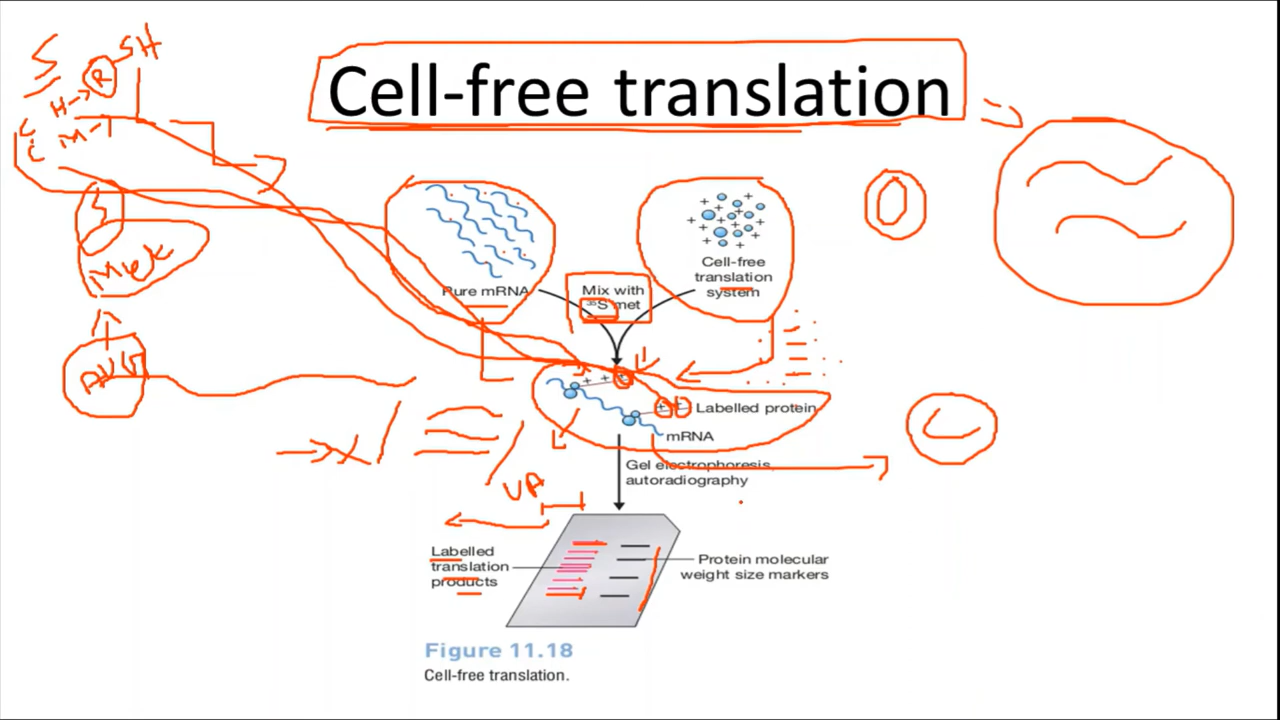 Cell-free translation
S
SH
R
H
M-T
S
Met
AUG
Pure mRNA
Mix with
³⁵S met
Cell-free
translation
system
+ + +
Labelled protein
mRNA
Gel electrophoresis
autoradiography
Labelled
translation
products
Protein molecular
weight size markers
Figure 11.18
Cell-free translation.